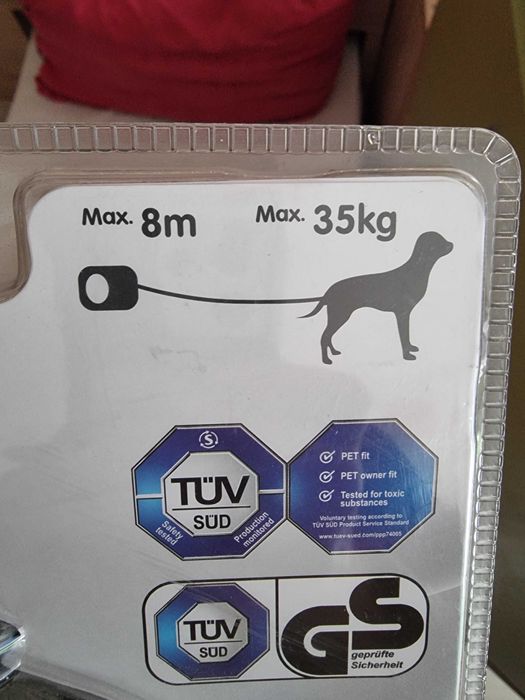 Max. 8m
Max. 35kg
S
TÜV
SÜD
Safety tested
Production monitored
PET fit
PET owner fit
Tested for toxic
substances
Voluntary testing according to
TÜV SÜD Product Service Standard
www.tuev-sued.com/ppp74065
TÜV
SÜD
GS
geprüfte
Sicherheit